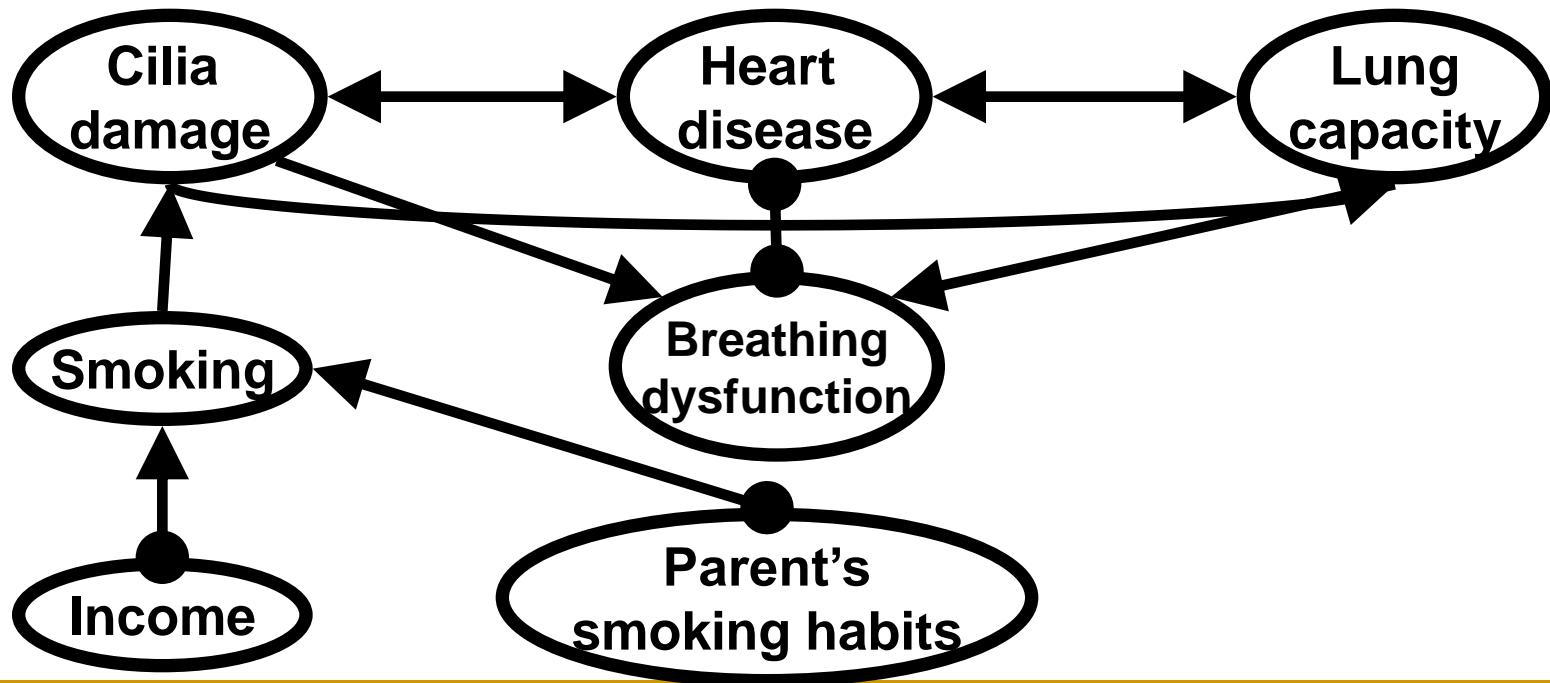 Cilia
damage
Heart
disease
Lung
capacity
Smoking
Breathing
dysfunction
Income
Parent’s
smoking habits